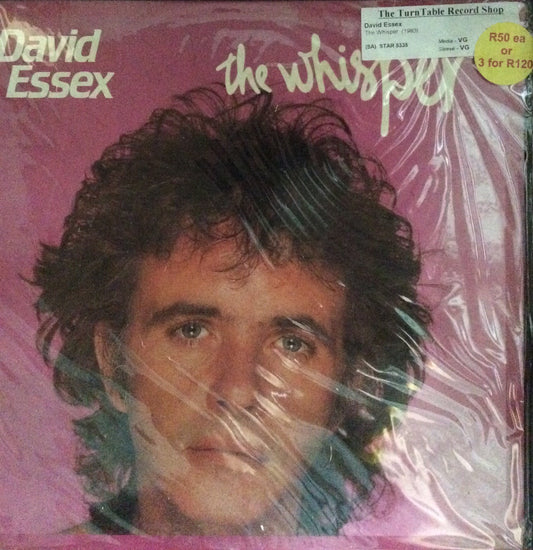 David
Essex
the whisper
The TurnTable Record Shop
David Essex
The Whisper (1983)
(SA) STAR 5335 Media - VG
Sleeve - VG
R50 ea
or
3 for R120